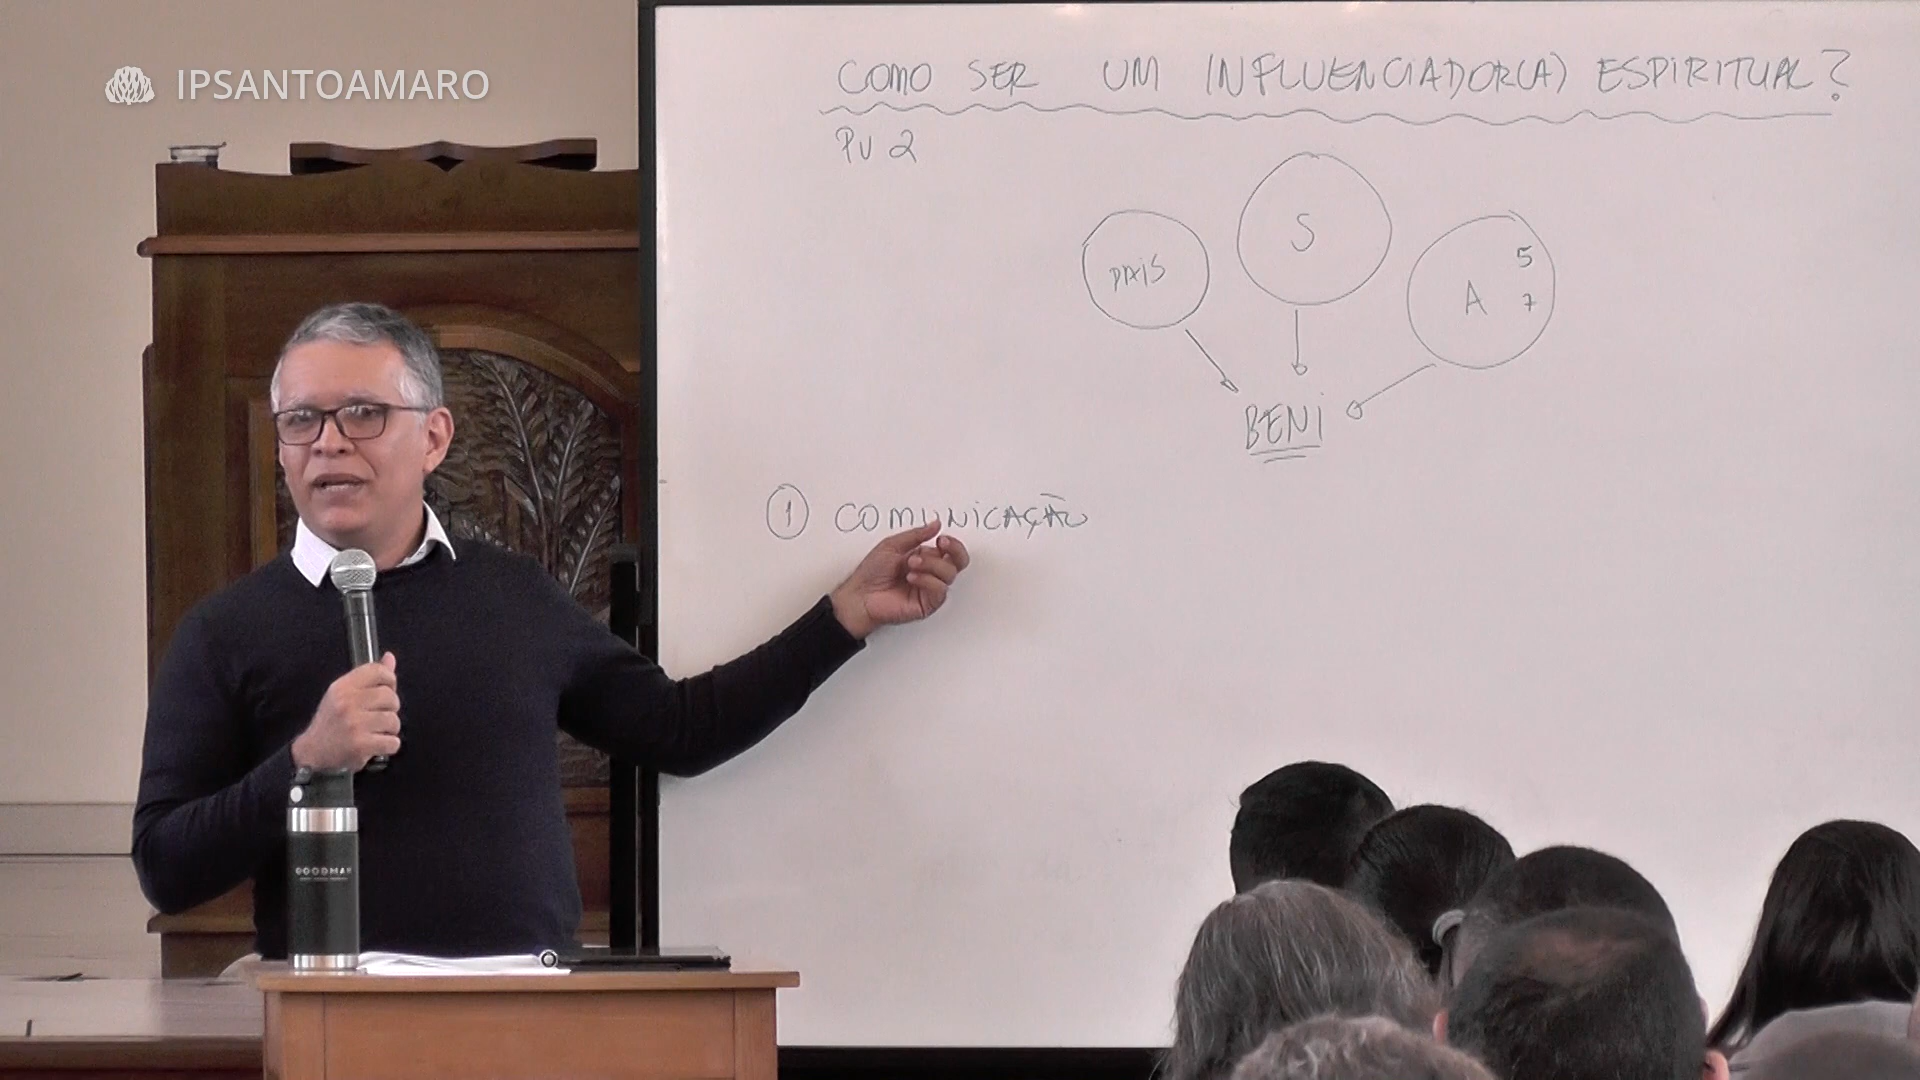 IPSANTOAMARO
COMO SER UM INFLUENCIADOR(A) ESPIRITUAL?
PV 2
PAIS
S
A
5
7
BENI
1 COMUNICAÇÃO
GOODMAN